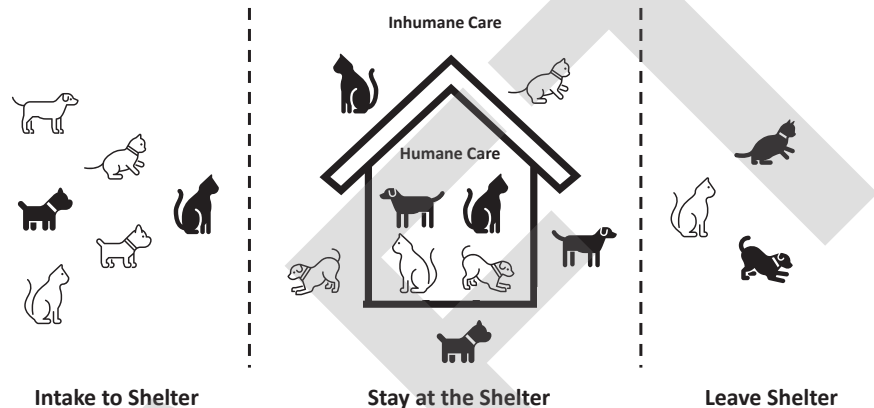 Inhumane Care
Humane Care
Intake to Shelter
Stay at the Shelter
Leave Shelter